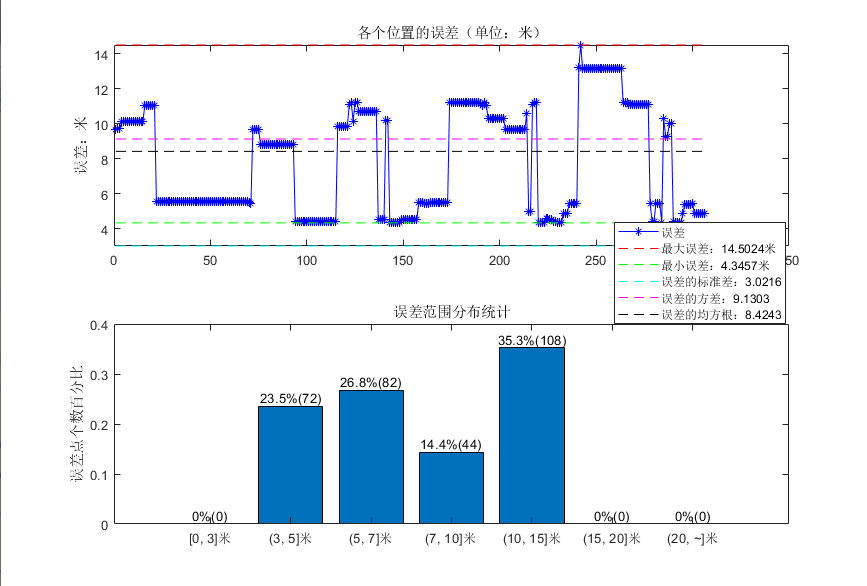 各个位置的误差（单位：米）
误差：米
14
12
10
8
6
4
0
50
100
150
200
250
50
误差
最大误差：14.5024米
最小误差：4.3457米
误差的标准差：3.0216
误差的方差：9.1303
误差的均方根：8.4243
误差范围分布统计
误差点个数百分比
0.4
0.3
0.2
0.1
0
0%(0)
23.5%(72)
26.8%(82)
14.4%(44)
35.3%(108)
0%(0)
0%(0)
[0, 3]米
(3, 5]米
(5, 7]米
(7, 10]米
(10, 15]米
(15, 20]米
(20, ~]米